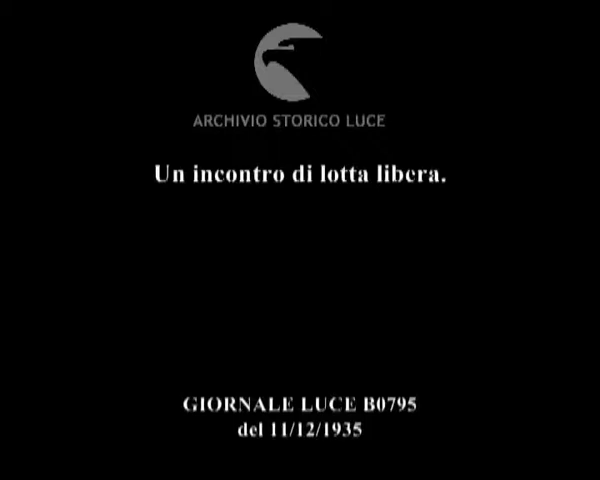 ARCHIVIO STORICO LUCE
Un incontro di lotta libera.
GIORNALE LUCE B0795
del 11/12/1935